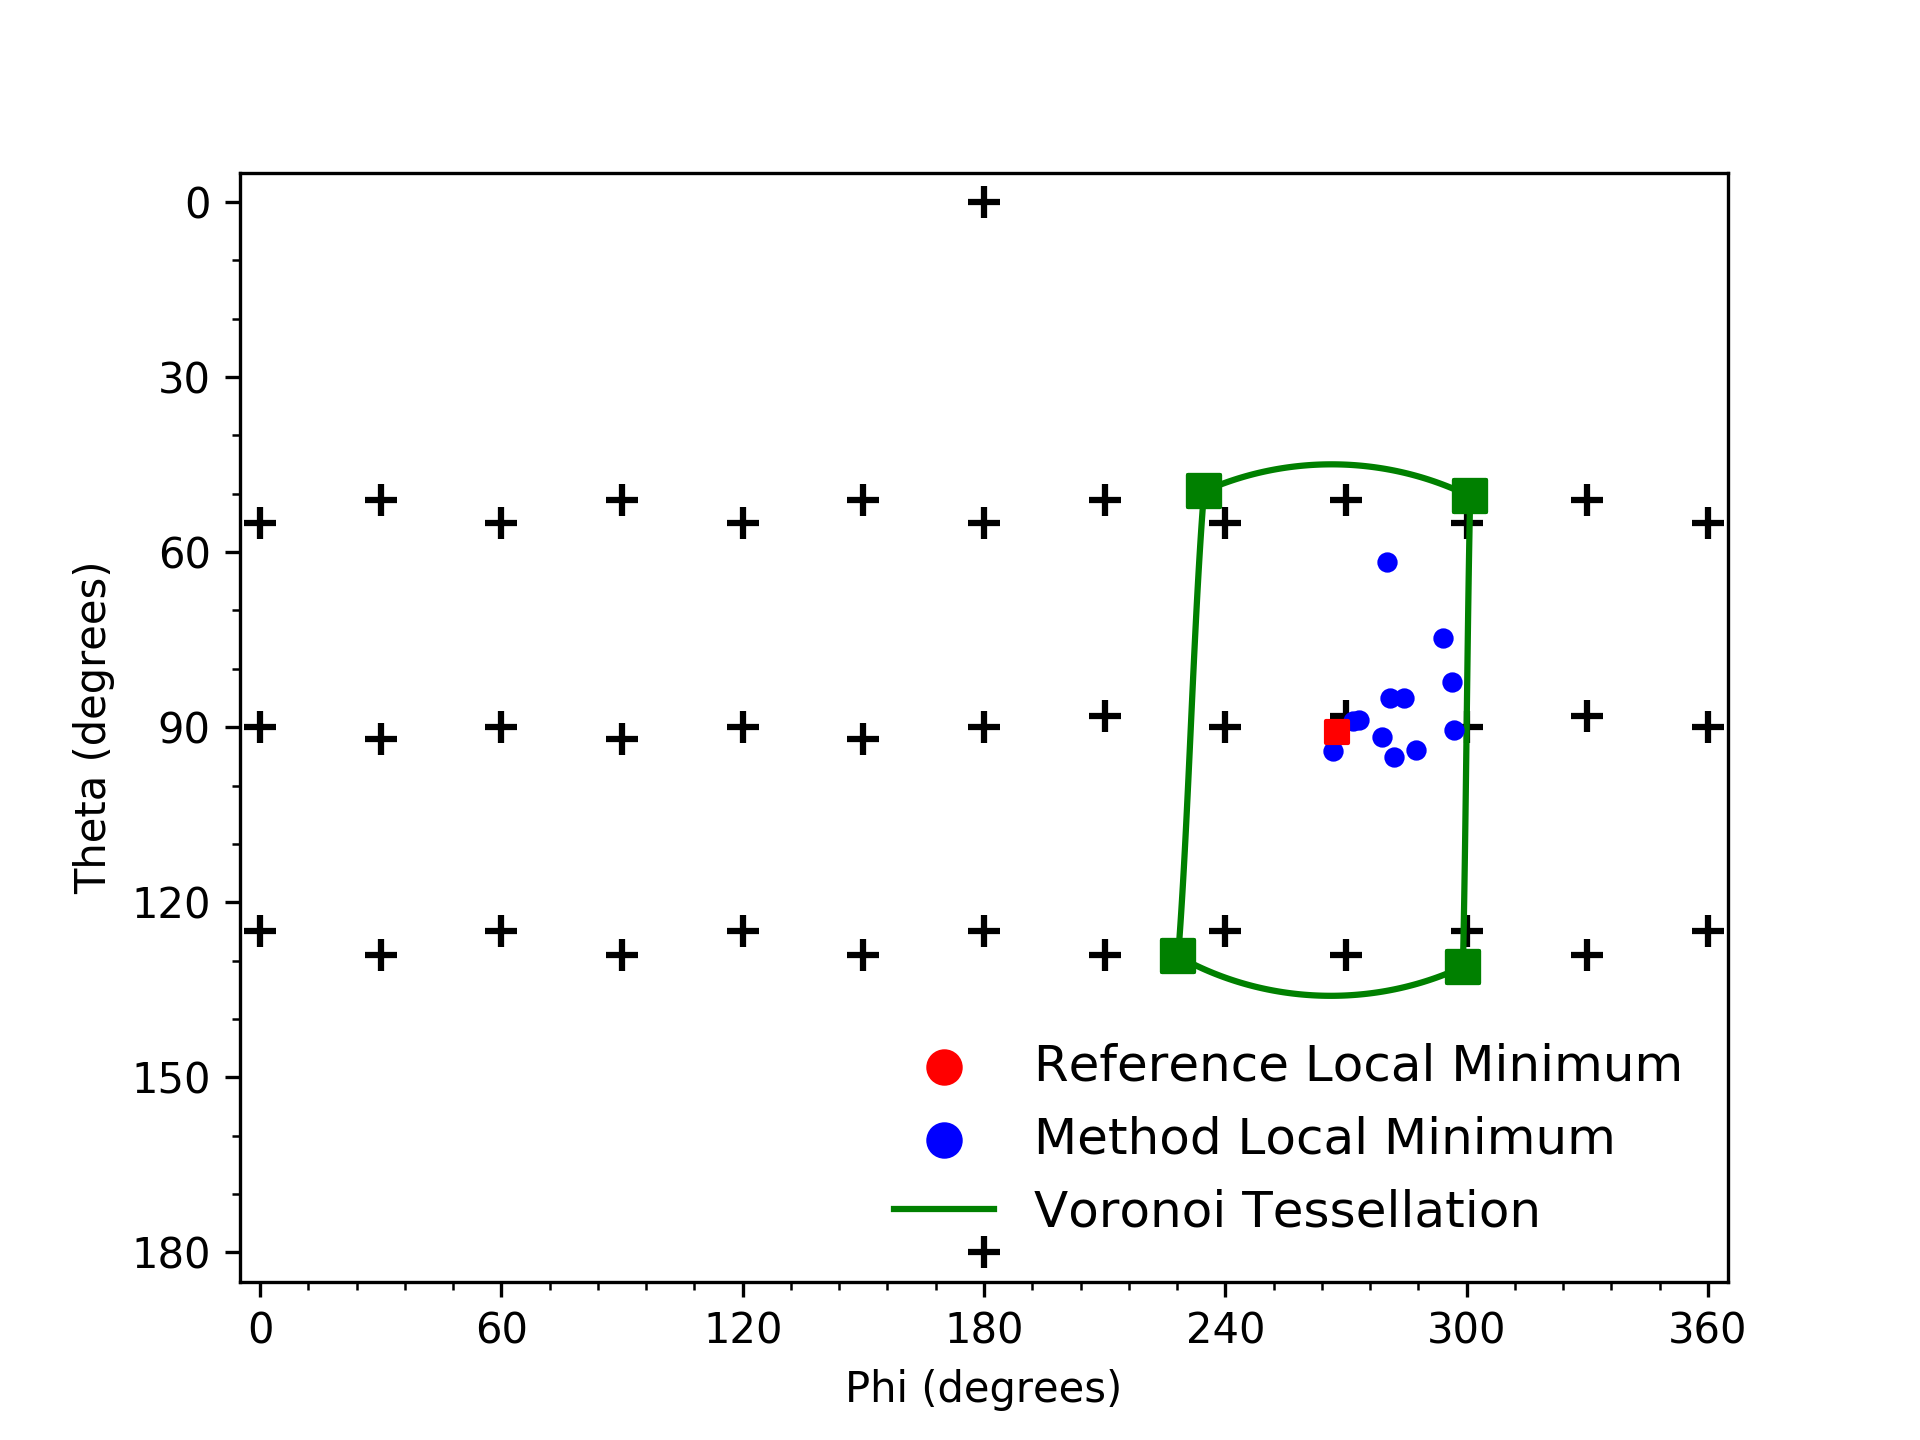 0
30
60
90
120
150
180
Theta (degrees)
Reference Local Minimum
Method Local Minimum
Voronoi Tessellation
0 60 120 180 240 300 360
Phi (degrees)